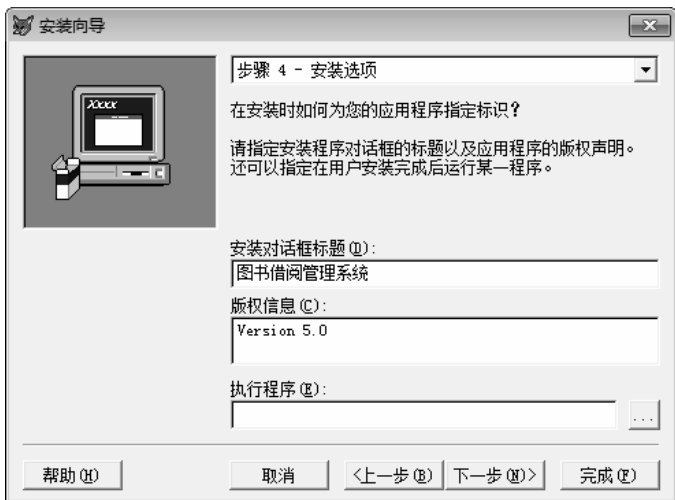 安装向导
步骤 4 - 安装选项
Xxxx
在安装时如何为您的应用程序指定标识?
请指定安装程序对话框的标题以及应用程序的版权声明。
还可以指定在用户安装完成后运行某一程序。
安装对话框标题(D):
图书借阅管理系统
版权信息(C):
Version 5.0
执行程序(E):
...
帮助(H)
取消
<上一步(B)
下一步(N)>
完成(F)